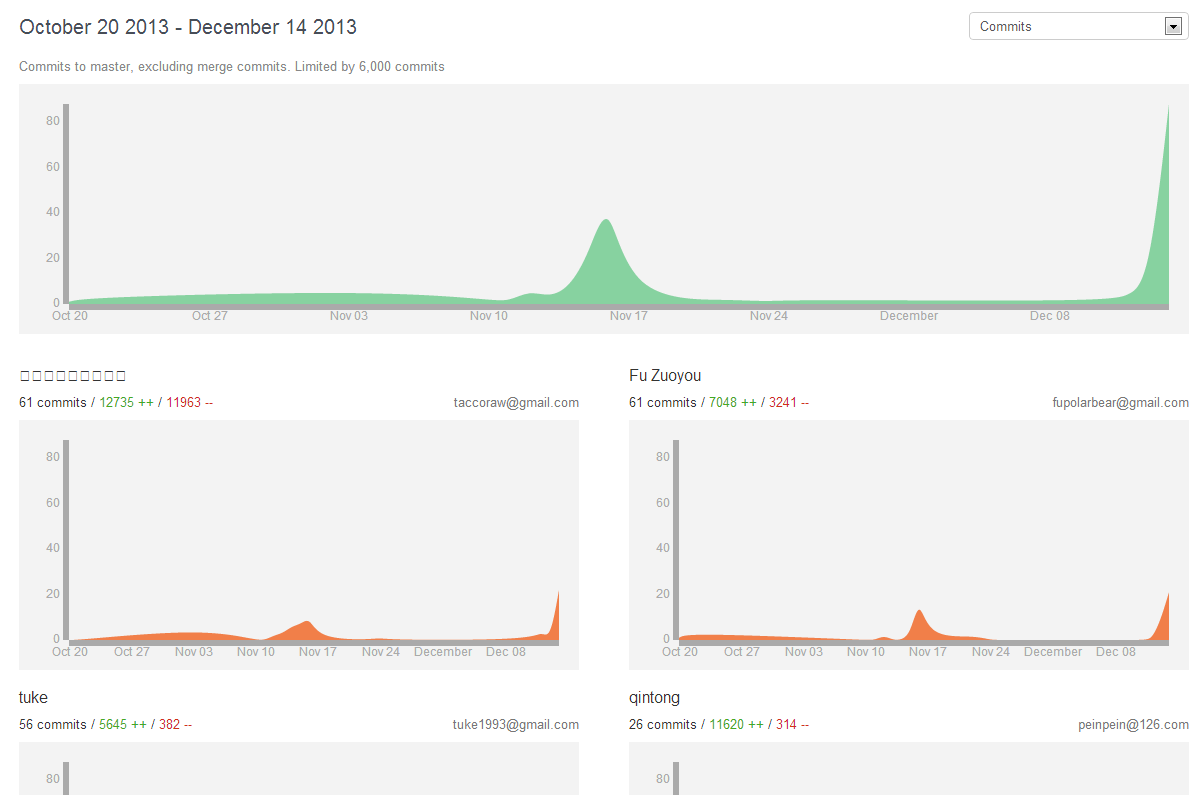 October 20 2013 - December 14 2013
Commits
Commits to master, excluding merge commits. Limited by 6,000 commits
80
60
40
20
0
Oct 20 Oct 27 Nov 03 Nov 10 Nov 17 Nov 24 December Dec 08
61 commits / 12735 ++ / 11963 -- taccoraw@gmail.com
80
60
40
20
0
Oct 20 Oct 27 Nov 03 Nov 10 Nov 17 Nov 24 December Dec 08
Fu Zuoyou
61 commits / 7048 ++ / 3241 -- fupolarbear@gmail.com
80
60
40
20
0
Oct 20 Oct 27 Nov 03 Nov 10 Nov 17 Nov 24 December Dec 08
tuke
56 commits / 5645 ++ / 382 -- tuke1993@gmail.com
80
qintong
26 commits / 11620 ++ / 314 -- peinpein@126.com
80